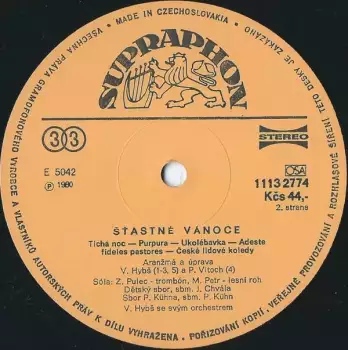 MADE IN CZECHOSLOVAKIA
VŠECHNA PRÁVA GRAMOFONOVÉHO VÝROBCE A VLASTNÍKŮ AUTORSKÝCH PRÁV K DÍLU VYHRAŽENA. POŘIZOVÁNÍ KOPIÍ, VEŘEJNÉ PROVOZOVÁNÍ A ROZHLASOVÉ ŠÍŘENÍ TÉTO DESKY JE ZAKÁZÁNO
SUPRAPHON
33
STEREO
E 5042
Ⓟ 1980
OSA
1113 2774
Kčs 44,-
2. strana
ŠŤASTNÉ VÁNOCE
Tichá noc — Purpura — Ukolébavka — Adeste
fideles pastores — České lidové koledy
Aranžmá a úprava
V. Hybš (1-3, 5) a P. Vitoch (4)
Sóla: Z. Pulec - trombón, M. Petr - lesní roh
Dětský sbor, sbm. J. Chvála
Sbor P. Kühna, sbm. P. Kühn
V. Hybš se svým orchestrem